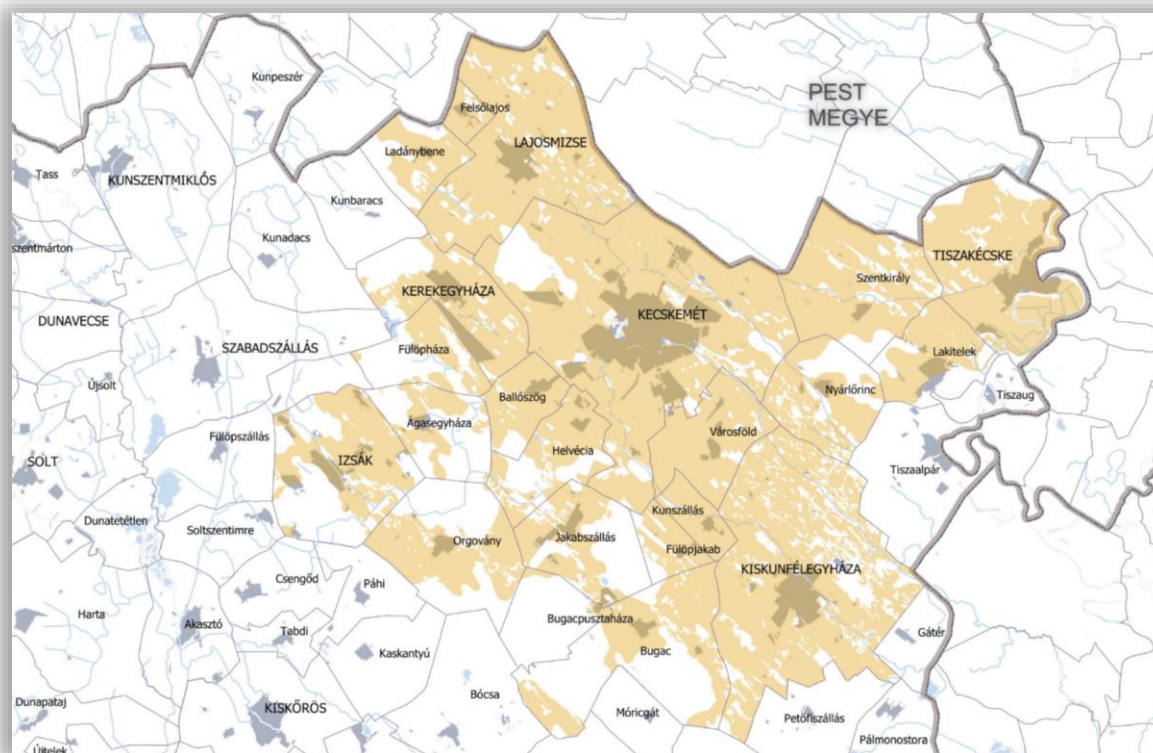 Kunpeszér
PEST
MEGYE
Felsőlajos
LAJOSMIZSE
Ladánybene
Tass
KUNSZENTMIKLÓS
Kunbaracs
Kunadacs
szentmárton
TISZAKÉCSKE
Szentkirály
KEREKEGYHÁZA
KECSKEMÉT
DUNAVECSE
SZABADSZÁLLÁS
Fülöpháza
Lakitelek
Újsolt
Ballószög
Nyárlőrinc
Tiszaug
Ágasegyháza
Városföld
Fülöpszállás
Helvécia
IZSÁK
SOLT
Tiszaalpár
Kunszállás
Dunatetétlen
Soltszentimre
Orgovány
Jakabszállás
Fülöpjakab
KISKUNFÉLEGYHÁZA
Csengőd
Páhi
Harta
Akasztó
Tabdi
Bugacpusztaháza
Gátér
Kaskantyú
Bugac
Bócsa
Dunapataj
KISKŐRÖS
Móricgát
Petőfiszállás
Pálmonostora
Újtelek